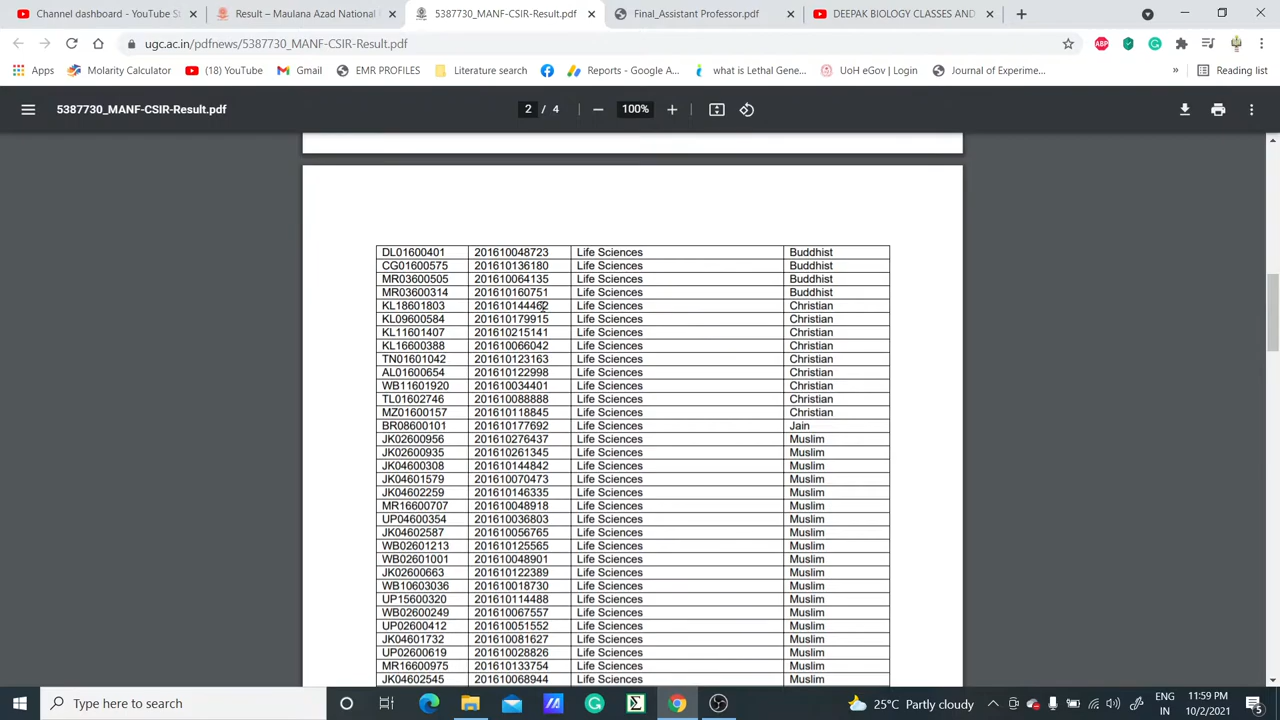 Channel dashboard - YouTube St
Result – Maulana Azad National F
5387730_MANF-CSIR-Result.pdf
Final_Assistant Professor.pdf
DEEPAK BIOLOGY CLASSES AND
ugc.ac.in/pdfnews/5387730_MANF-CSIR-Result.pdf
ABP
Apps
Molarity Calculator
(18) YouTube
Gmail
EMR PROFILES
Literature search
Reports - Google A...
what is Lethal Gene...
UoH eGov | Login
Journal of Experime...
»
Reading list
5387730_MANF-CSIR-Result.pdf
2 / 4
100%
DL01600401 201610048723 Life Sciences Buddhist
CG01600575 201610136180 Life Sciences Buddhist
MR03600505 201610064135 Life Sciences Buddhist
MR03600314 201610160751 Life Sciences Buddhist
KL18601803 201610144462 Life Sciences Christian
KL09600584 201610179915 Life Sciences Christian
KL11601407 201610215141 Life Sciences Christian
KL16600388 201610066042 Life Sciences Christian
TN01601042 201610123163 Life Sciences Christian
AL01600654 201610122998 Life Sciences Christian
WB11601920 201610034401 Life Sciences Christian
TL01602746 201610088888 Life Sciences Christian
MZ01600157 201610118845 Life Sciences Christian
BR08600101 201610177692 Life Sciences Jain
JK02600956 201610276437 Life Sciences Muslim
JK02600935 201610261345 Life Sciences Muslim
JK04600308 201610144842 Life Sciences Muslim
JK04601579 201610070473 Life Sciences Muslim
JK04602259 201610146335 Life Sciences Muslim
MR16600707 201610048918 Life Sciences Muslim
UP04600354 201610036803 Life Sciences Muslim
JK04602587 201610056765 Life Sciences Muslim
WB02601213 201610125565 Life Sciences Muslim
WB02601001 201610048901 Life Sciences Muslim
JK02600663 201610122389 Life Sciences Muslim
WB10603036 201610018730 Life Sciences Muslim
UP15600320 201610114488 Life Sciences Muslim
WB02600249 201610067557 Life Sciences Muslim
UP02600412 201610051552 Life Sciences Muslim
JK04601732 201610081627 Life Sciences Muslim
UP02600619 201610028826 Life Sciences Muslim
MR16600975 201610133754 Life Sciences Muslim
JK04602545 201610068944 Life Sciences Muslim
Type here to search
25°C Partly cloudy
ENG
IN
11:59 PM
10/2/2021
5